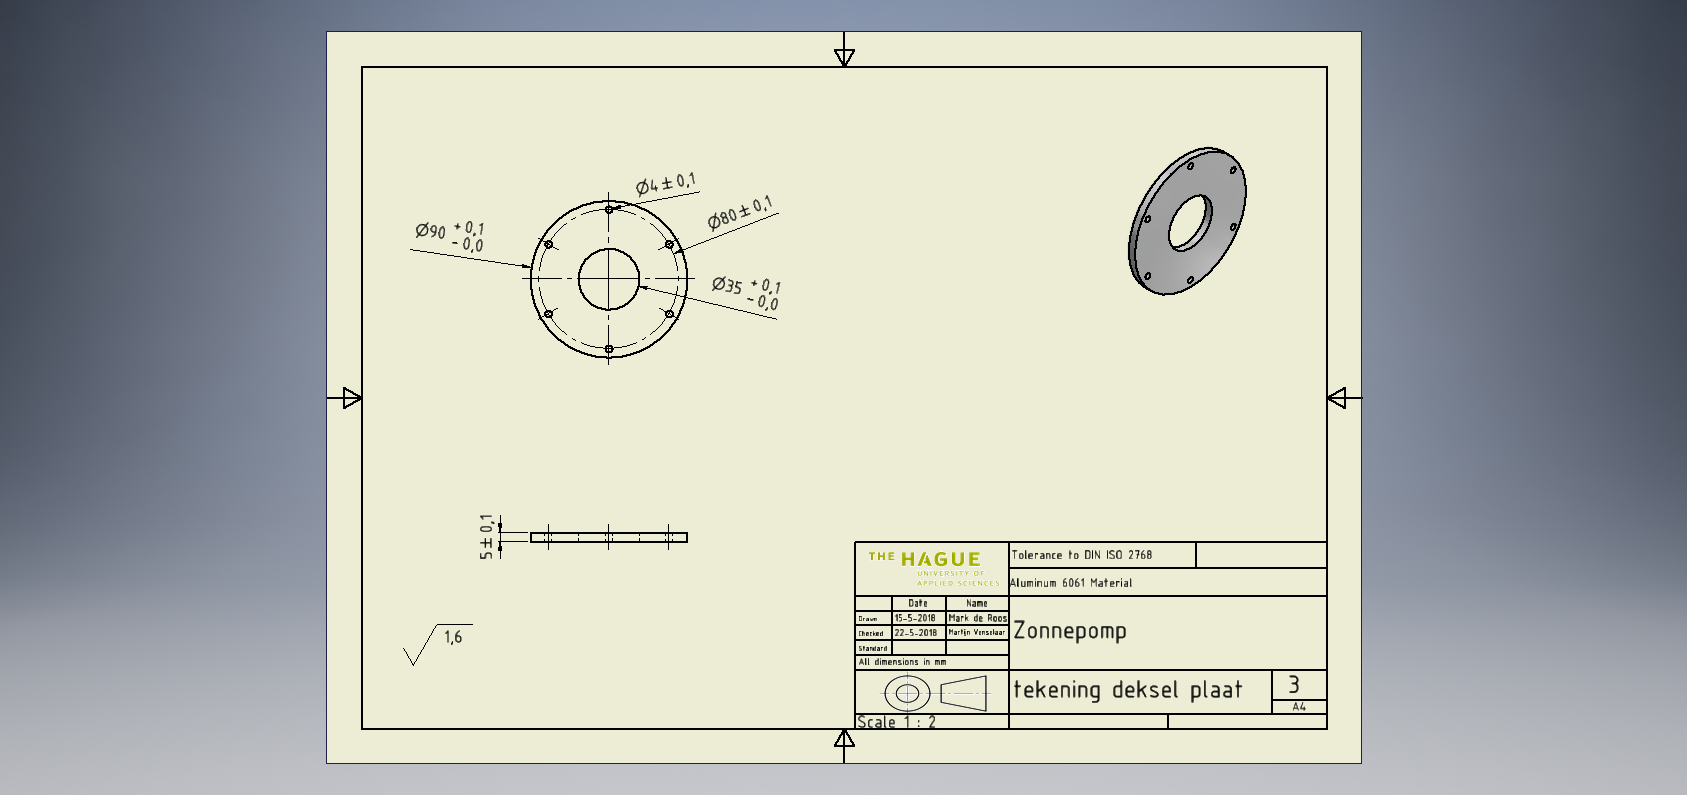 Ø4±0,1
Ø80±0,1
Ø90 +0,1
-0,0
Ø35 +0,1
-0,0
5±0,1
1,6
THE HAGUE
UNIVERSITY OF
APPLIED SCIENCES
Tolerance to DIN ISO 2768
Aluminum 6061 Material
Date Name
Drawn 15-5-2018 Mark de Roos
Checked 22-5-2018 Martijn Venselaar
Standard
All dimensions in mm
Zonnepomp
tekening deksel plaat
3
A4
Scale 1 : 2